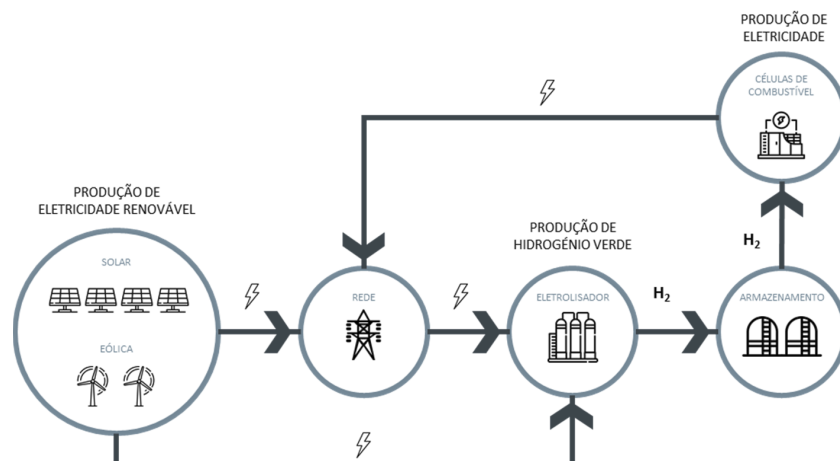 PRODUÇÃO DE
ELETRICIDADE
CÉLULAS DE
COMBUSTÍVEL
PRODUÇÃO DE
ELETRICIDADE RENOVÁVEL
SOLAR
EÓLICA
REDE
PRODUÇÃO DE
HIDROGÉNIO VERDE
ELETROLISADOR
H₂
ARMAZENAMENTO
H₂